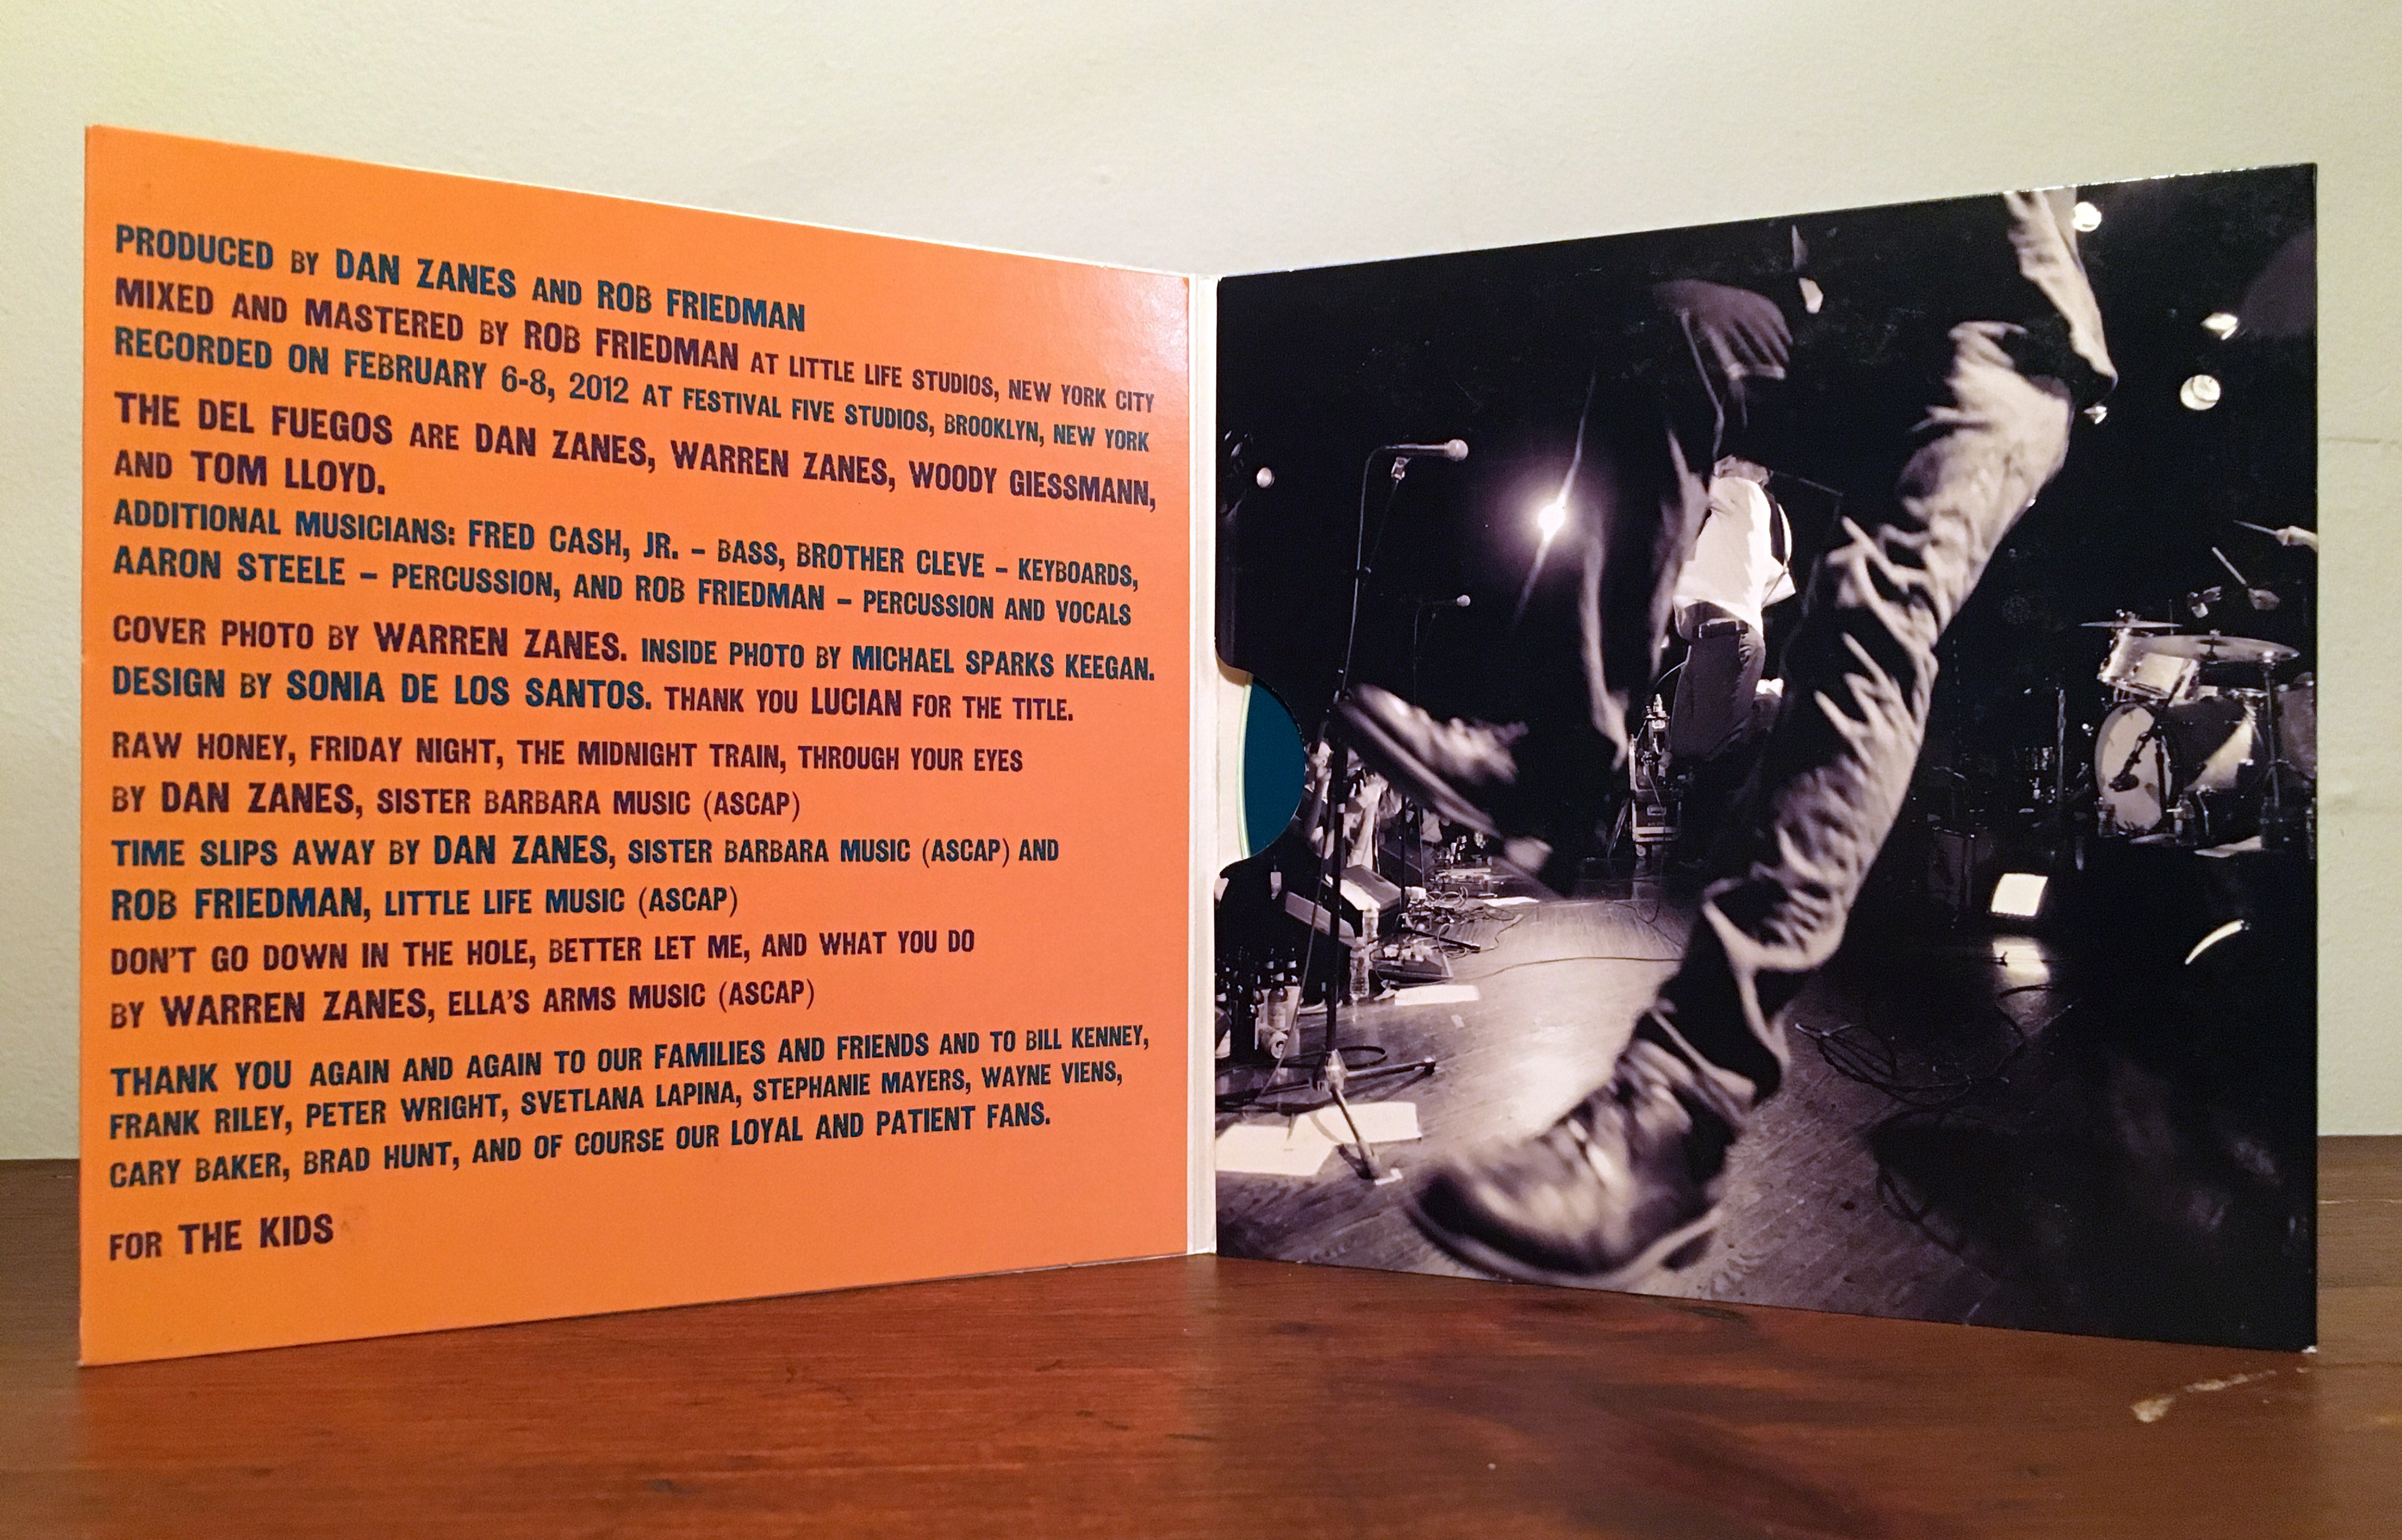 PRODUCED BY DAN ZANES AND ROB FRIEDMAN
MIXED AND MASTERED BY ROB FRIEDMAN AT LITTLE LIFE STUDIOS, NEW YORK CITY
RECORDED ON FEBRUARY 6-8, 2012 AT FESTIVAL FIVE STUDIOS, BROOKLYN, NEW YORK
THE DEL FUEGOS ARE DAN ZANES, WARREN ZANES, WOODY GIESSMANN,
AND TOM LLOYD.
ADDITIONAL MUSICIANS: FRED CASH, JR. – BASS, BROTHER CLEVE – KEYBOARDS,
AARON STEELE – PERCUSSION, AND ROB FRIEDMAN – PERCUSSION AND VOCALS
COVER PHOTO BY WARREN ZANES. INSIDE PHOTO BY MICHAEL SPARKS KEEGAN.
DESIGN BY SONIA DE LOS SANTOS. THANK YOU LUCIAN FOR THE TITLE.
RAW HONEY, FRIDAY NIGHT, THE MIDNIGHT TRAIN, THROUGH YOUR EYES
BY DAN ZANES, SISTER BARBARA MUSIC (ASCAP)
TIME SLIPS AWAY BY DAN ZANES, SISTER BARBARA MUSIC (ASCAP) AND
ROB FRIEDMAN, LITTLE LIFE MUSIC (ASCAP)
DON'T GO DOWN IN THE HOLE, BETTER LET ME, AND WHAT YOU DO
BY WARREN ZANES, ELLA'S ARMS MUSIC (ASCAP)
THANK YOU AGAIN AND AGAIN TO OUR FAMILIES AND FRIENDS AND TO BILL KENNEY,
FRANK RILEY, PETER WRIGHT, SVETLANA LAPINA, STEPHANIE MAYERS, WAYNE VIENS,
CARY BAKER, BRAD HUNT, AND OF COURSE OUR LOYAL AND PATIENT FANS.
FOR THE KIDS